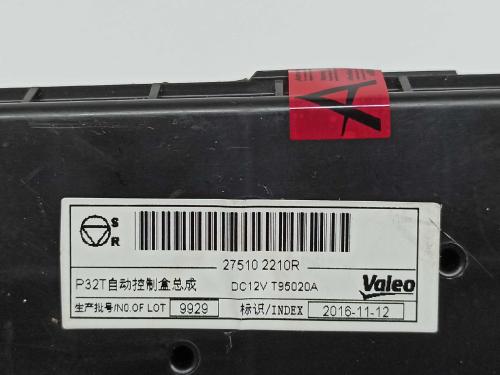 S
R
27510 2210R
P32T自动控制盒总成 DC12V T95020A
Valeo
生产批号/NO.OF LOT 9929 标识/INDEX 2016-11-12